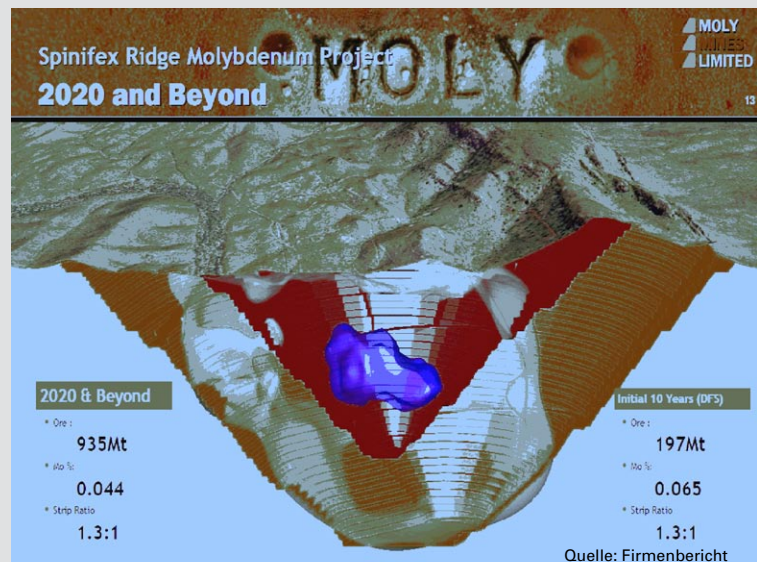 Spinifex Ridge Molybdenum Project
MOLY
2020 and Beyond
MOLY
MINES
LIMITED
13
2020 & Beyond
• Ore :
935Mt
• Mo %:
0.044
• Strip Ratio
1.3:1
Initial 10 Years (DFS)
• Ore :
197Mt
• Mo %:
0.065
• Strip Ratio
1.3:1
Quelle: Firmenbericht